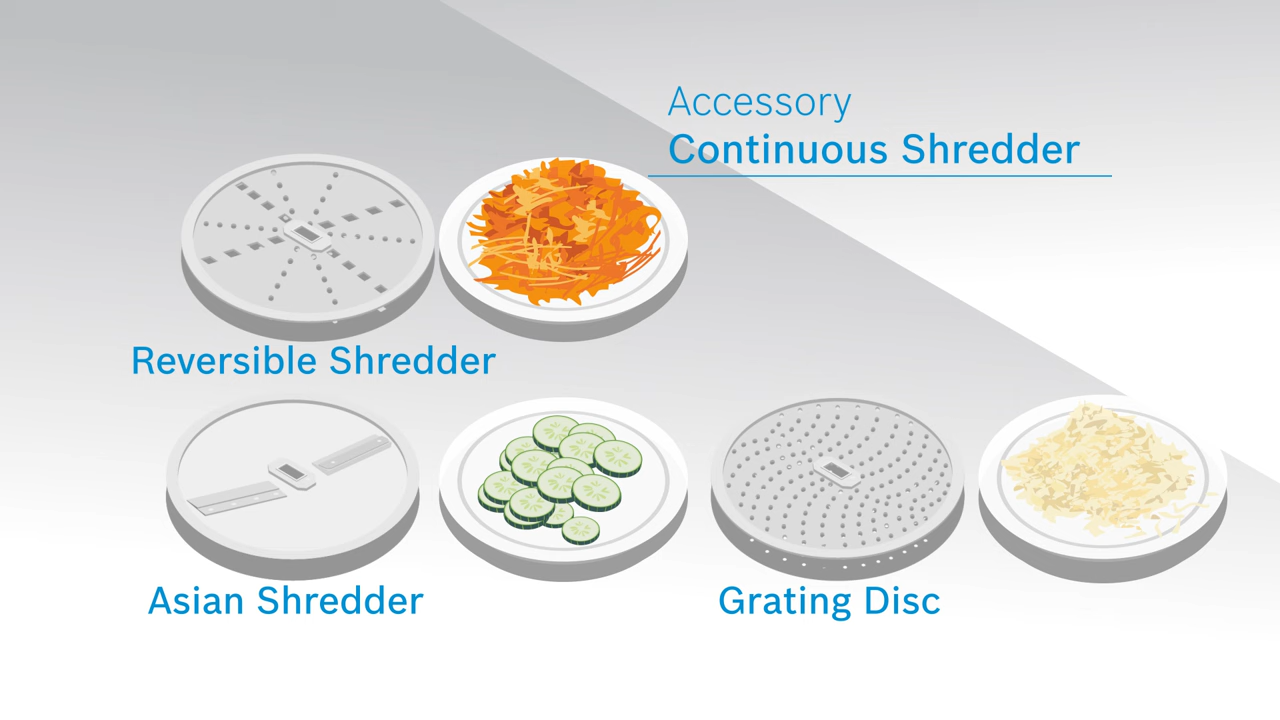 Accessory
Continuous Shredder
Reversible Shredder
Asian Shredder
Grating Disc